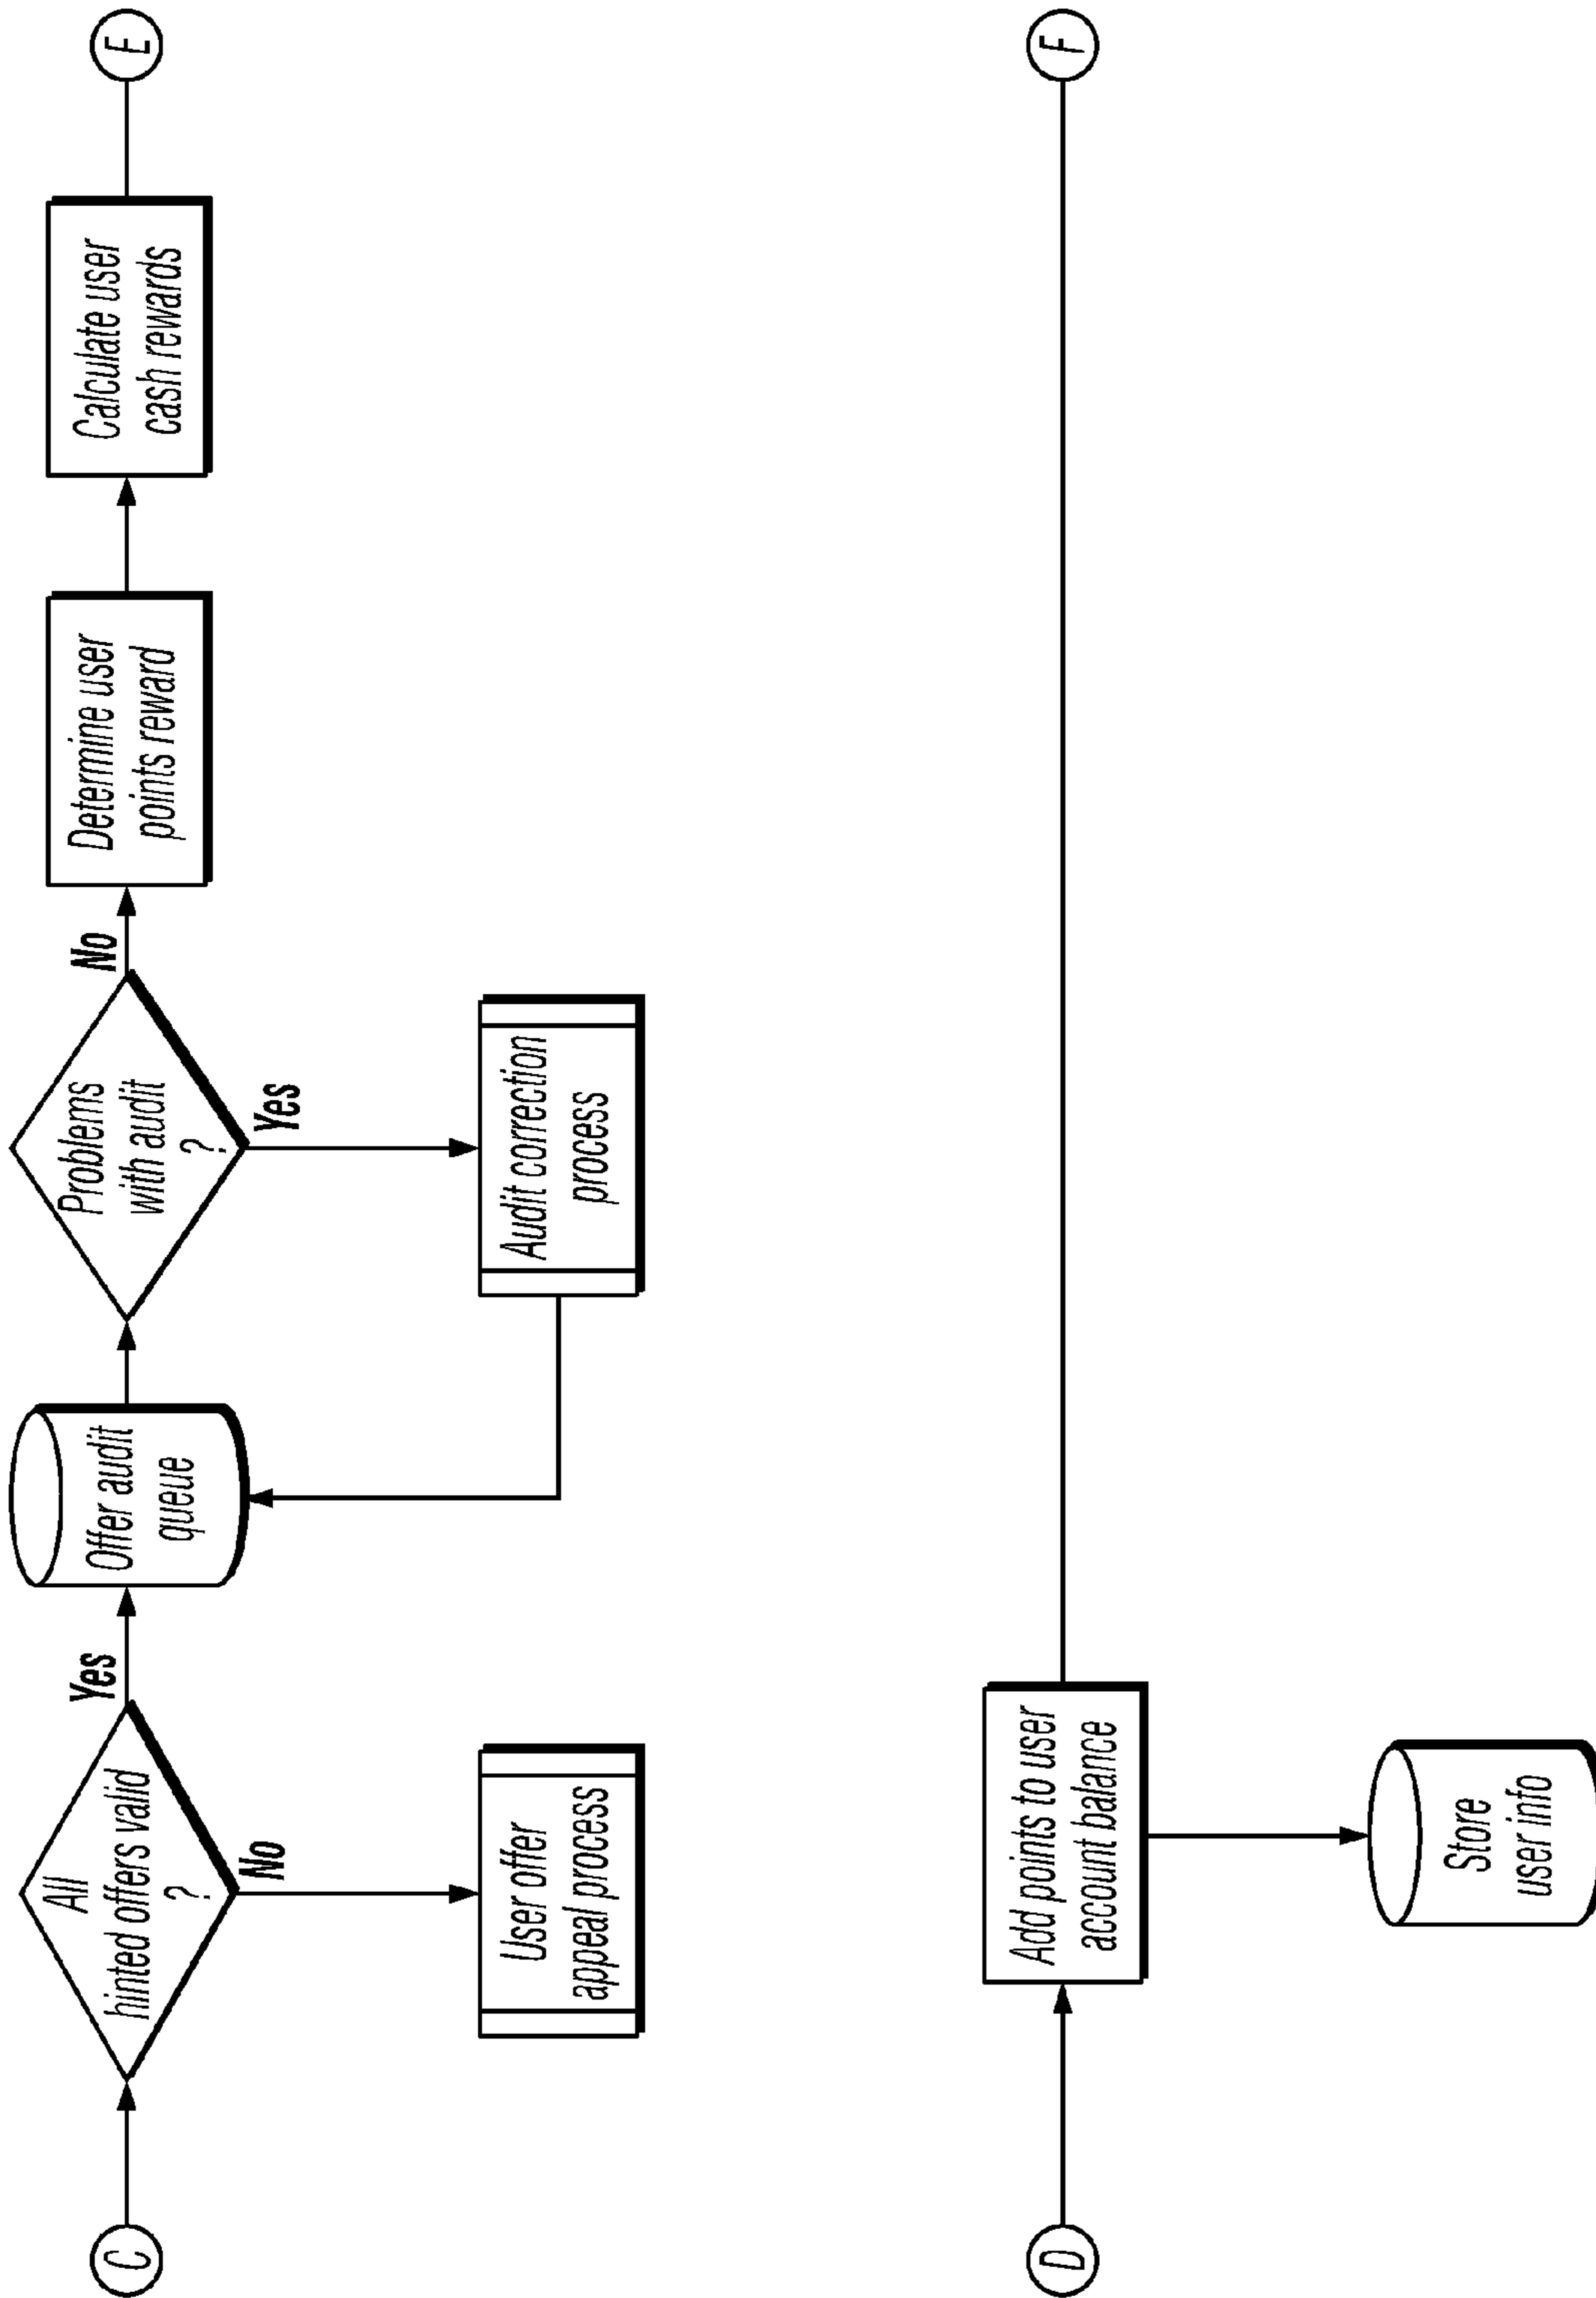 C
All
hinted offers valid
?
Yes
No
User offer
appeal process
Offer audit
queue
Problems
with audit
?
No
Yes
Audit correction
process
Determine user
points reward
Calculate user
cash rewards
E
D
Add points to user
account balance
Store
user info
F